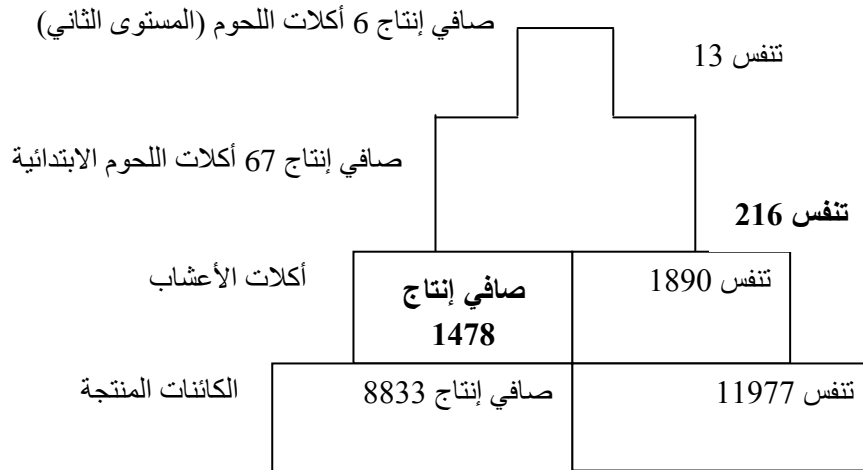 صافي إنتاج 6 أكلات اللحوم (المستوى الثاني)
تنفس 13
صافي إنتاج 67 أكلات اللحوم الابتدائية
تنفس 216
أكلات الأعشاب
صافي إنتاج
1478
تنفس 1890
الكائنات المنتجة
صافي إنتاج 8833
تنفس 11977